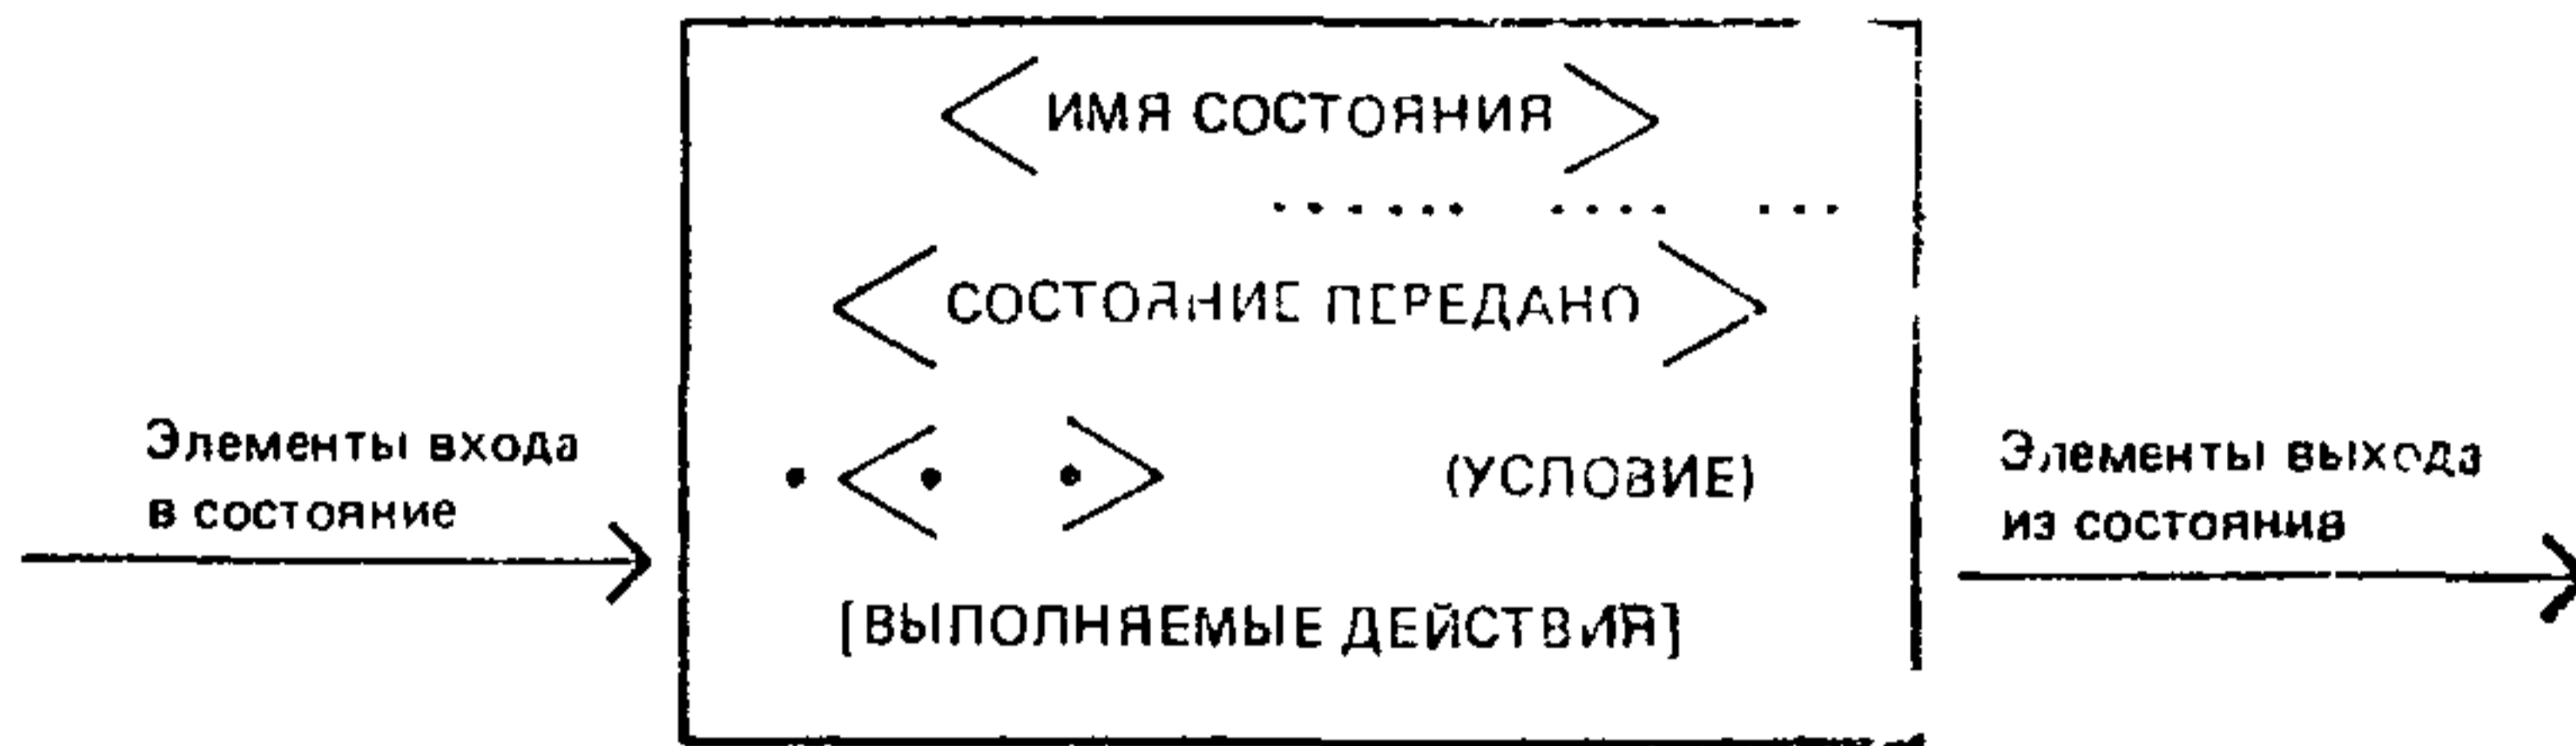 <ИМЯ СОСТОЯНИЯ>
<СОСТОЯНИЕ ПЕРЕДАНО>
Элементы входа
в состояние
• <• •> (УСЛОВИЕ)
[ВЫПОЛНЯЕМЫЕ ДЕЙСТВИЯ]
Элементы выхода
из состояния